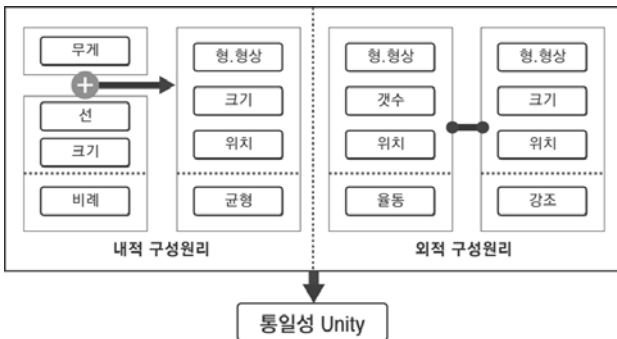 무게
선
크기
비례
형.형상
크기
위치
균형
내적 구성원리
형.형상
갯수
위치
율동
형.형상
크기
위치
강조
외적 구성원리
통일성 Unity